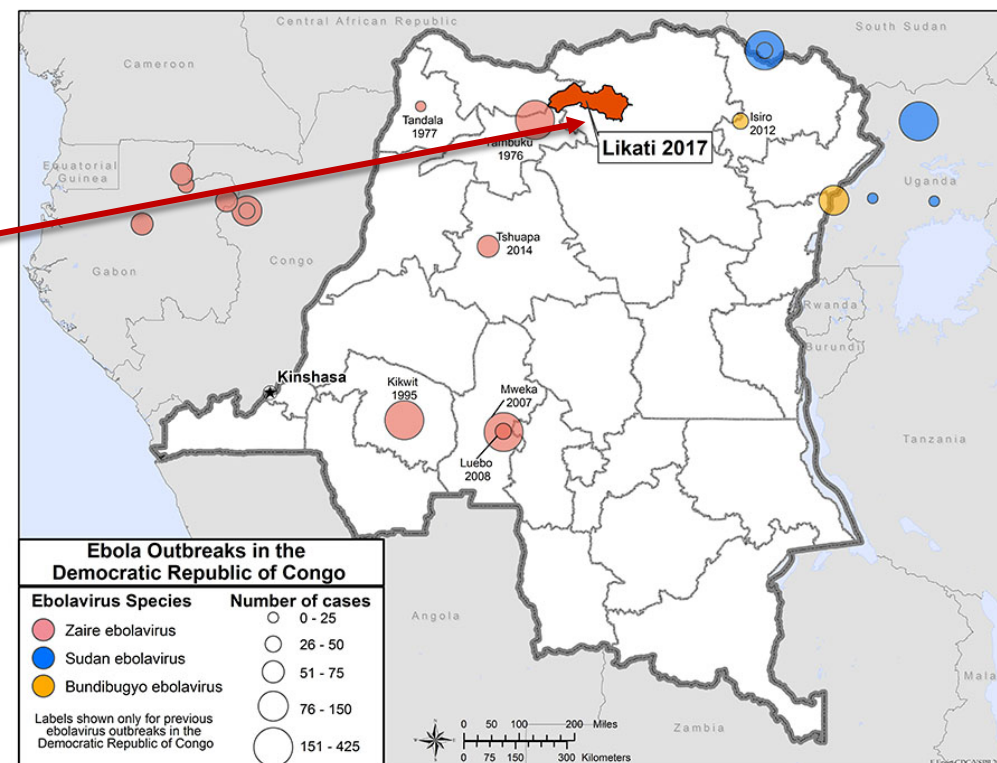 Central African Republic
South Sudan
Cameroon
Tandala
1977
Yambuku
1976
Isiro
2012
Likati 2017
Equatorial
Guinea
Uganda
Tshuapa
2014
Gabon
Congo
Rwanda
Burundi
Kinshasa
Kikwit
1995
Mweka
2007
Luebo
2008
Tanzania
Ebola Outbreaks in the
Democratic Republic of Congo
Ebolavirus Species
Number of cases
Zaire ebolavirus
Sudan ebolavirus
Bundibugyo ebolavirus
Labels shown only for previous
ebolavirus outbreaks in the
Democratic Republic of Congo
0 - 25
26 - 50
51 - 75
76 - 150
151 - 425
Angola
Zambia
Mala
0 50 100 200 Miles
0 75 150 300 Kilometers